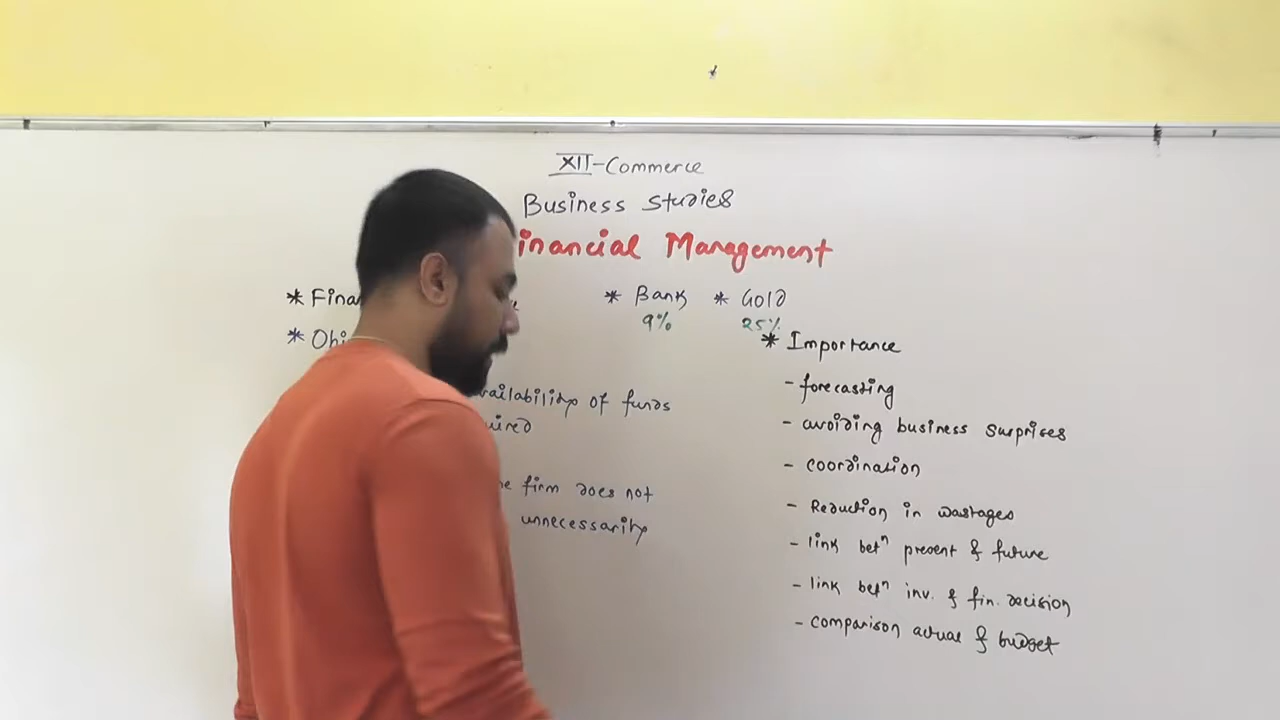 XII-Commerce
Business Studies
inancial Management
* Fina
* Bank * Gold
9% 25%
* Obj
* Importance
- forecasting
vailability of funds
uired
- avoiding business surprises
- coordination
e firm does not
unnecessarily
- Reduction in wastages
- link betⁿ present & future
- link betⁿ inv. & fin. decision
- comparison actual & budget